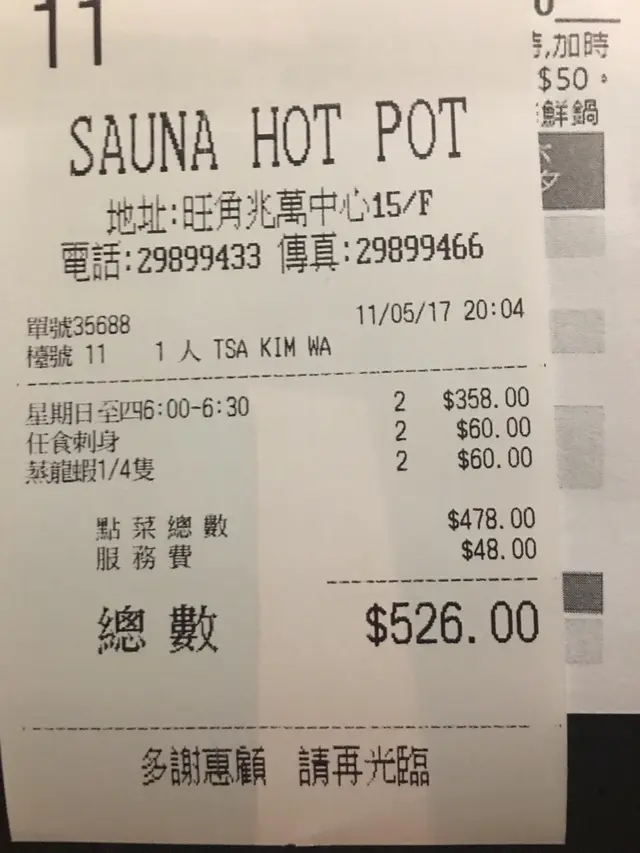 11
SAUNA HOT POT
地址:旺角兆萬中心15/F
電話:29899433 傳真:29899466
單號35688 11/05/17 20:04
檯號 11 1 人 TSA KIM WA
星期日至四6:00-6:30 2 $358.00
任食刺身 2 $60.00
蒸龍蝦1/4隻 2 $60.00
點菜總數 $478.00
服務費 $48.00
總數 $526.00
多謝惠顧 請再光臨
,加時
$50。
鮮鍋